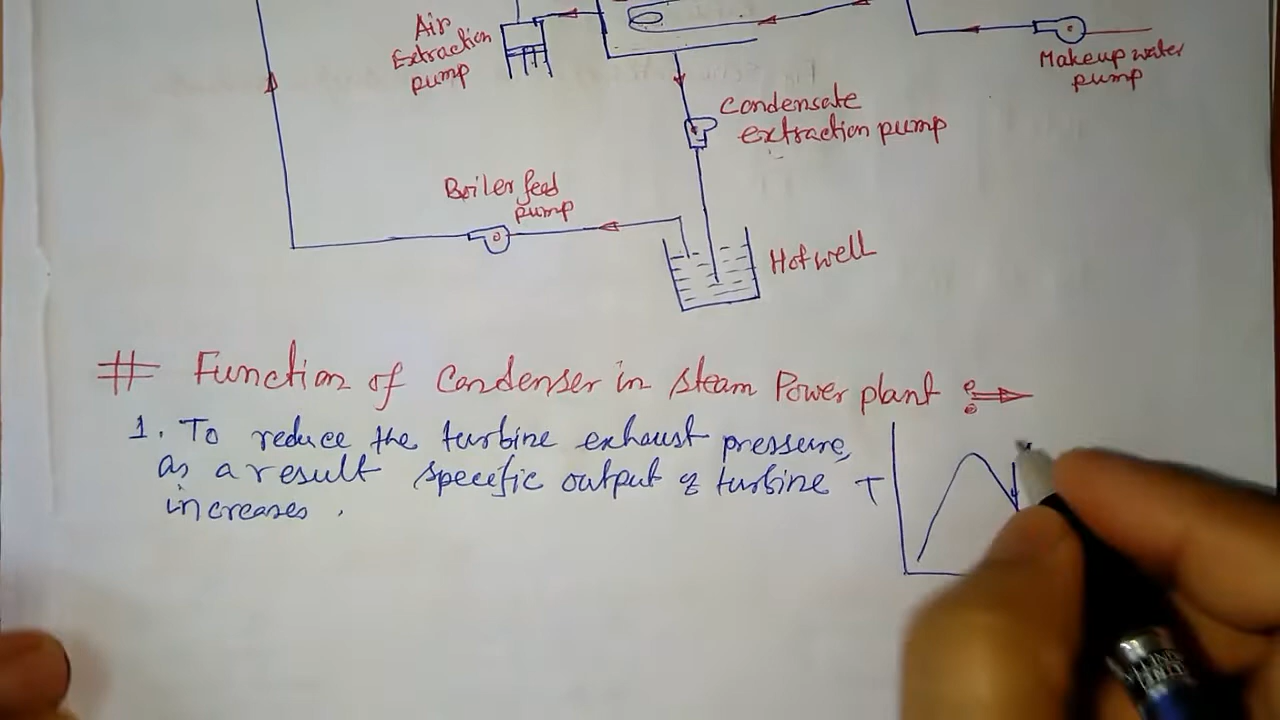 Air
Extraction
pump
Makeup water
pump
Condensate
extraction pump
Boiler feed
pump
Hotwell
# Function of Condenser in Steam Power plant :⇒
1. To reduce the turbine exhaust pressure,
as a result specific output of turbine
increases.
T